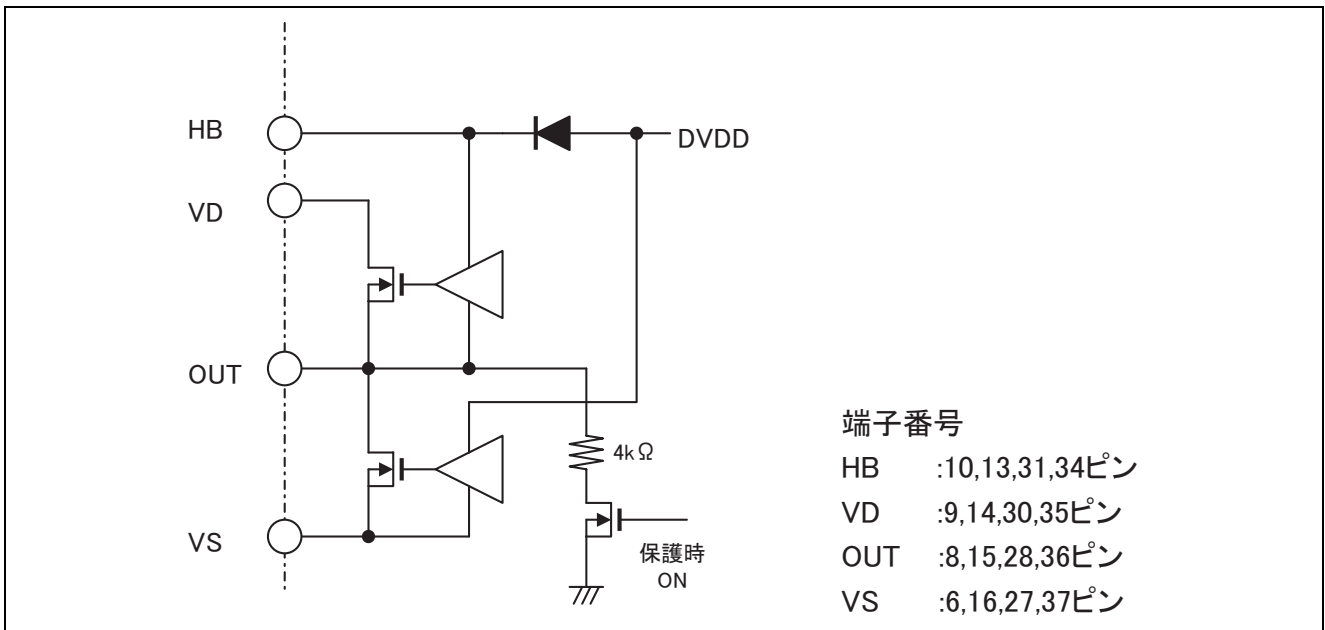 HB
DVDD
VD
OUT
4kΩ
VS
保護時
ON
端子番号
HB :10,13,31,34ピン
VD :9,14,30,35ピン
OUT :8,15,28,36ピン
VS :6,16,27,37ピン